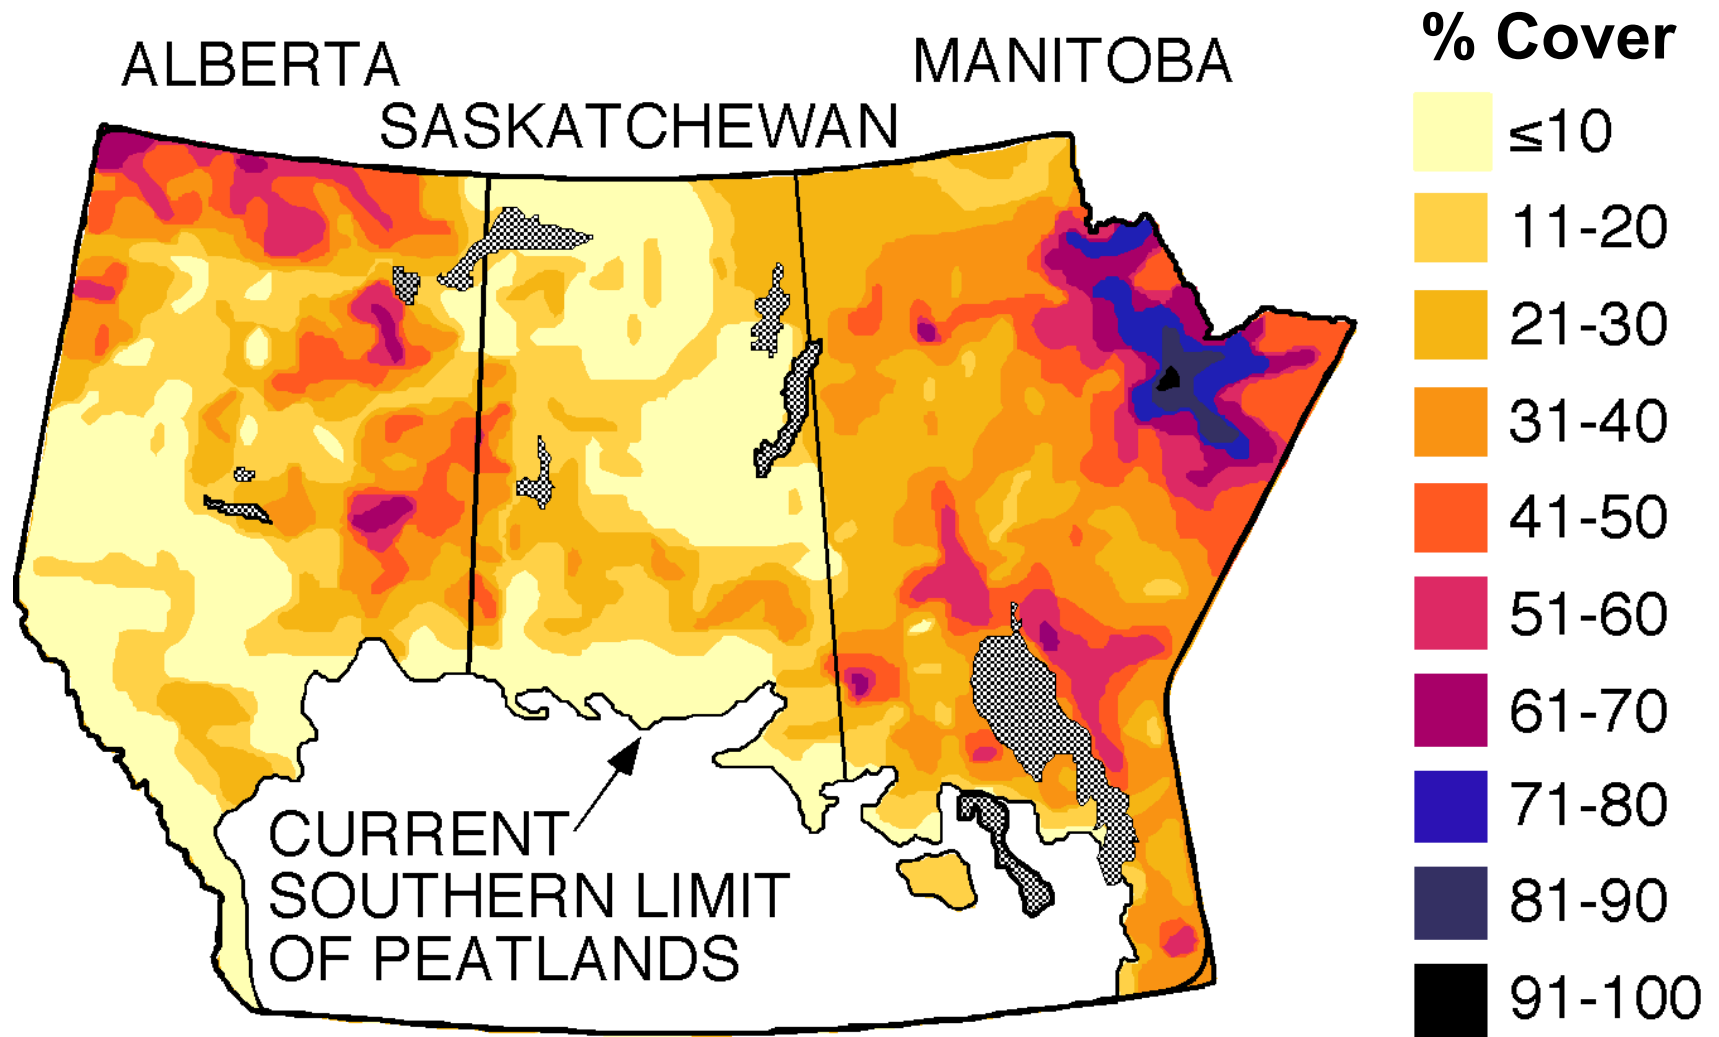 ALBERTA
SASKATCHEWAN
MANITOBA
CURRENT
SOUTHERN LIMIT
OF PEATLANDS
% Cover
≤10
11-20
21-30
31-40
41-50
51-60
61-70
71-80
81-90
91-100